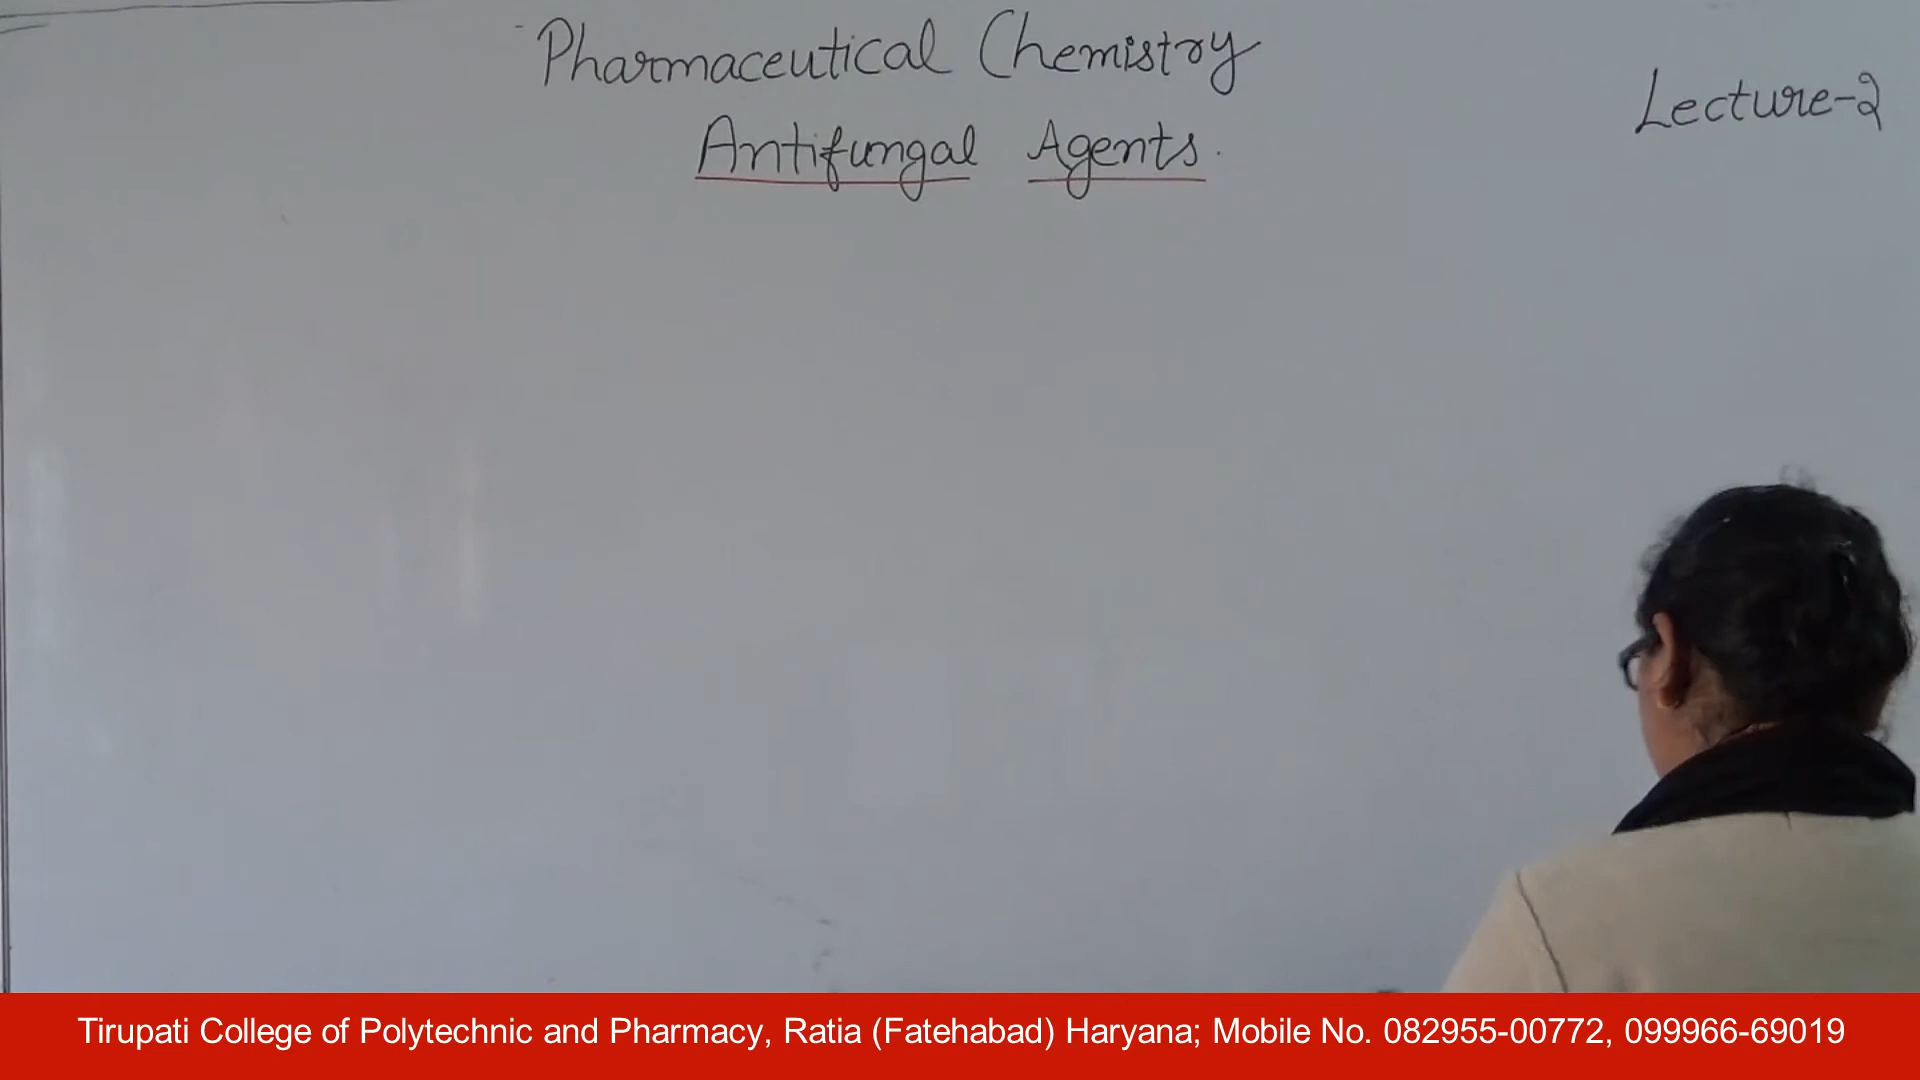 Pharmaceutical Chemistry
Lecture-2
Antifungal Agents.
Tirupati College of Polytechnic and Pharmacy, Ratia (Fatehabad) Haryana; Mobile No. 082955-00772, 099966-69019